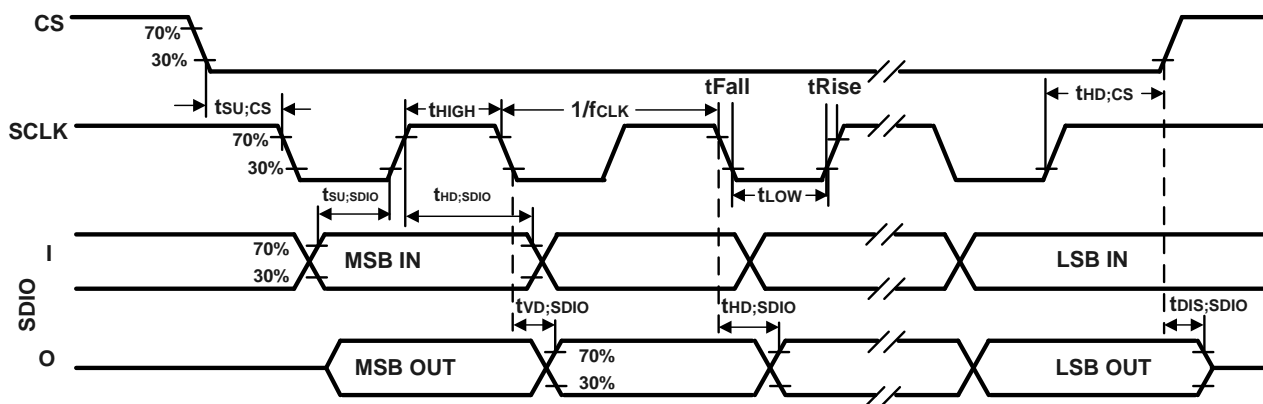 CS
70%
30%
tFall
tRise
tSU;CS
tHIGH
1/fCLK
tHD;CS
SCLK
70%
30%
tSU;SDIO
tHD;SDIO
tLOW
SDIO
I
70%
30%
MSB IN
LSB IN
tVD;SDIO
tHD;SDIO
tDIS;SDIO
O
MSB OUT
70%
30%
LSB OUT